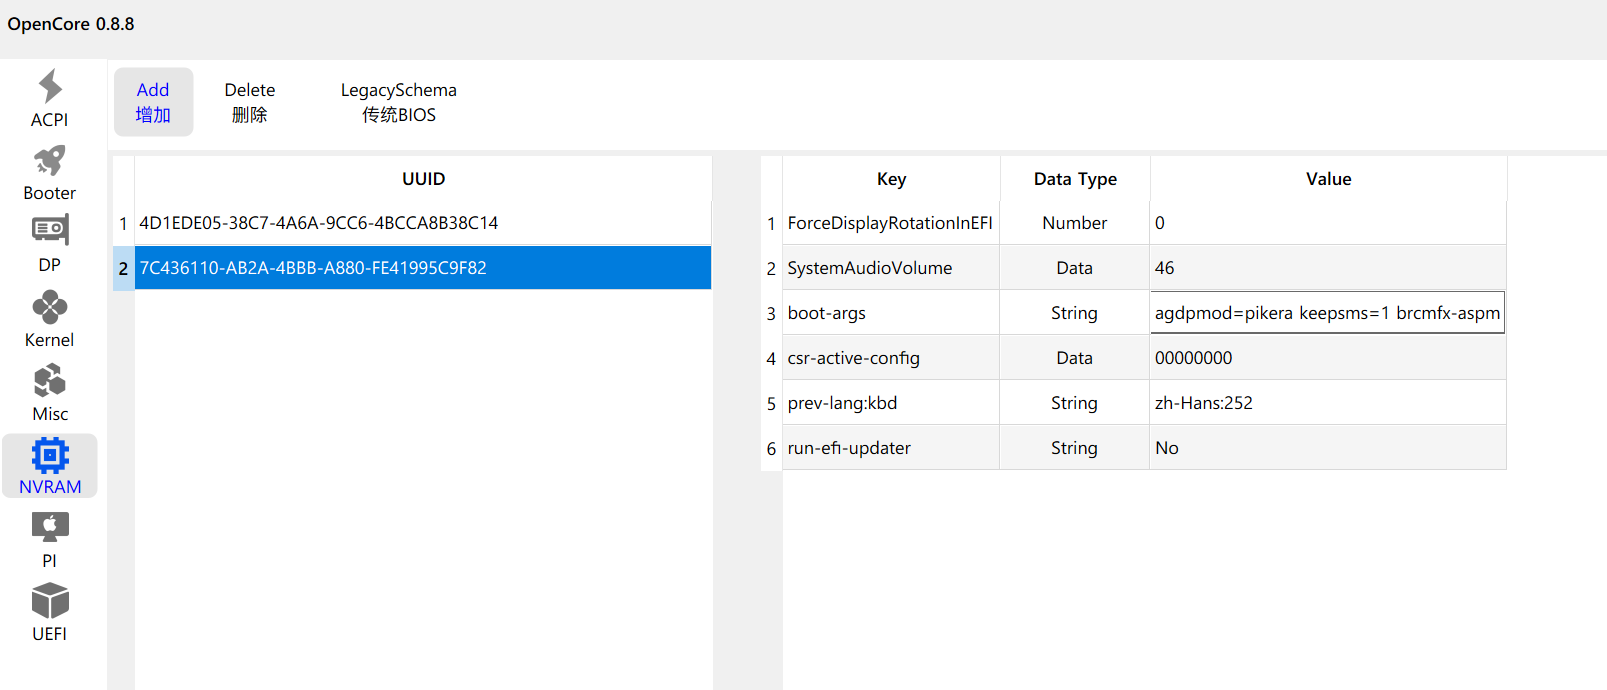 OpenCore 0.8.8
ACPI
Booter
DP
Kernel
Misc
NVRAM
PI
UEFI
Add
增加
Delete
删除
LegacySchema
传统BIOS
UUID
1 4D1EDE05-38C7-4A6A-9CC6-4BCCA8B38C14
2 7C436110-AB2A-4BBB-A880-FE41995C9F82
Key Data Type Value
1 ForceDisplayRotationInEFI Number 0
2 SystemAudioVolume Data 46
3 boot-args String agdpmod=pikera keepsms=1 brcmfx-aspm
4 csr-active-config Data 00000000
5 prev-lang:kbd String zh-Hans:252
6 run-efi-updater String No